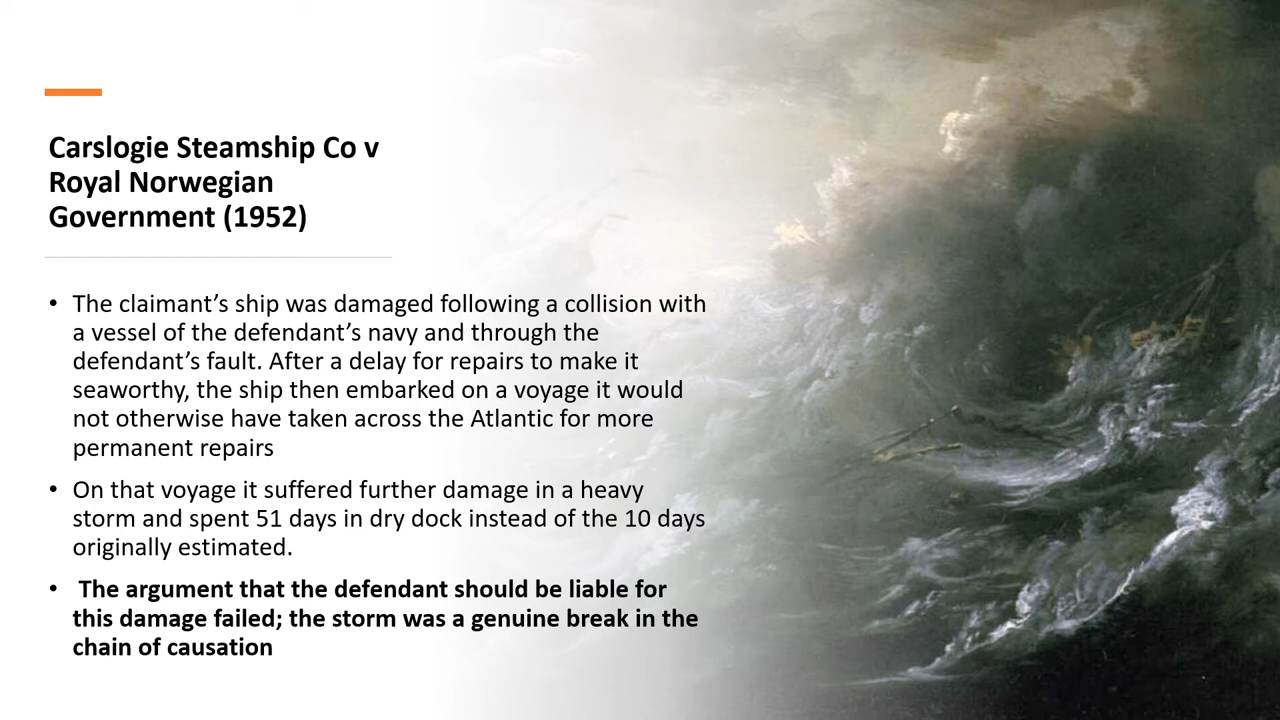 Carslogie Steamship Co v
Royal Norwegian
Government (1952)
• The claimant’s ship was damaged following a collision with
a vessel of the defendant’s navy and through the
defendant’s fault. After a delay for repairs to make it
seaworthy, the ship then embarked on a voyage it would
not otherwise have taken across the Atlantic for more
permanent repairs
• On that voyage it suffered further damage in a heavy
storm and spent 51 days in dry dock instead of the 10 days
originally estimated.
• The argument that the defendant should be liable for
this damage failed; the storm was a genuine break in the
chain of causation